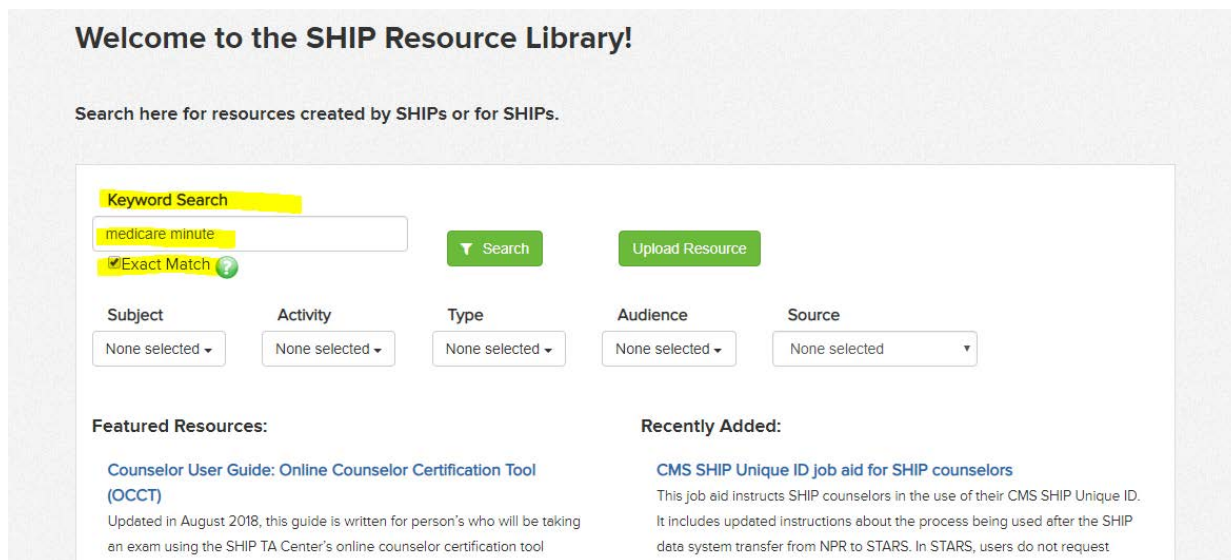 Welcome to the SHIP Resource Library!
Search here for resources created by SHIPs or for SHIPs.
Keyword Search
medicare minute
Search
Upload Resource
Exact Match ?
Subject
Activity
Type
Audience
Source
None selected
None selected
None selected
None selected
None selected
Featured Resources:
Counselor User Guide: Online Counselor Certification Tool
(OCCT)
Updated in August 2018, this guide is written for person's who will be taking
an exam using the SHIP TA Center's online counselor certification tool
Recently Added:
CMS SHIP Unique ID job aid for SHIP counselors
This job aid instructs SHIP counselors in the use of their CMS SHIP Unique ID.
It includes updated instructions about the process being used after the SHIP
data system transfer from NPR to STARS. In STARS, users do not request